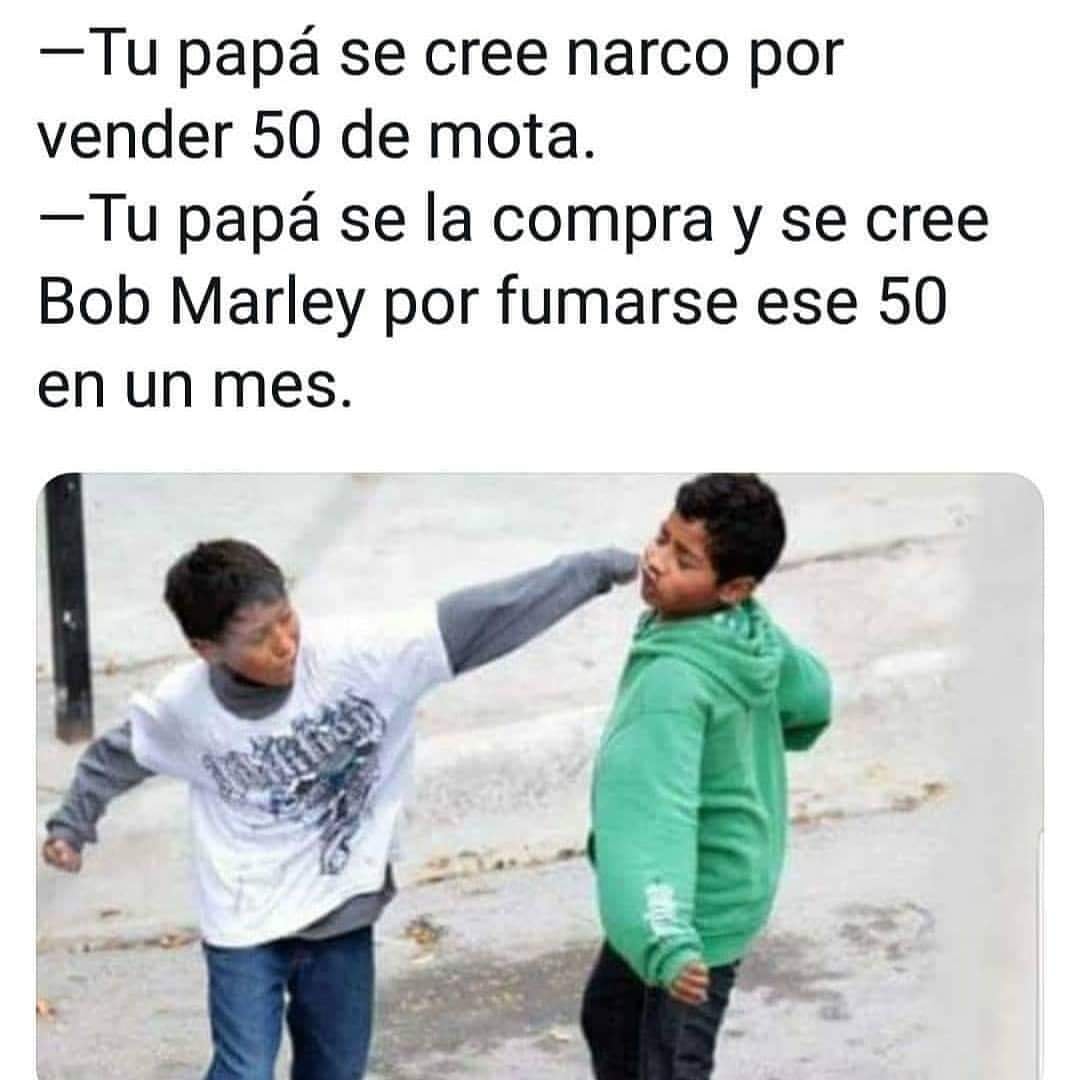 —Tu papá se cree narco por
vender 50 de mota.
—Tu papá se la compra y se cree
Bob Marley por fumarse ese 50
en un mes.